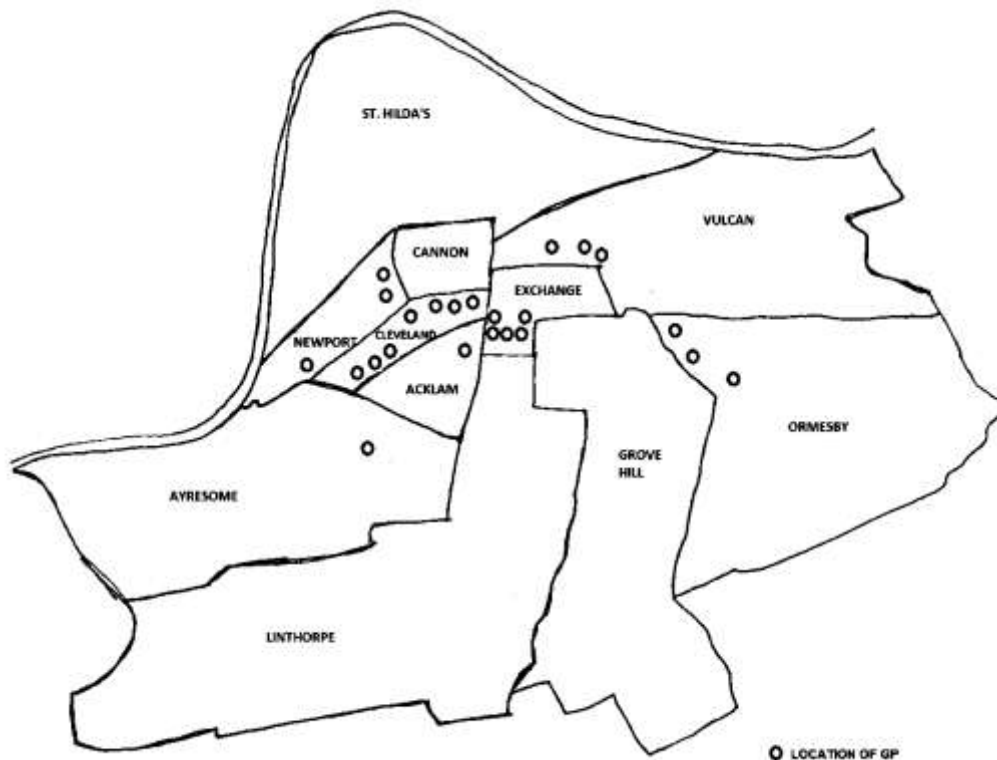 ST. HILDA'S
VULCAN
CANNON
EXCHANGE
NEWPORT
CLEVELAND
ACKLAM
ORMESBY
GROVE
HILL
AYRESOME
LINTHORPE
LOCATION OF GP